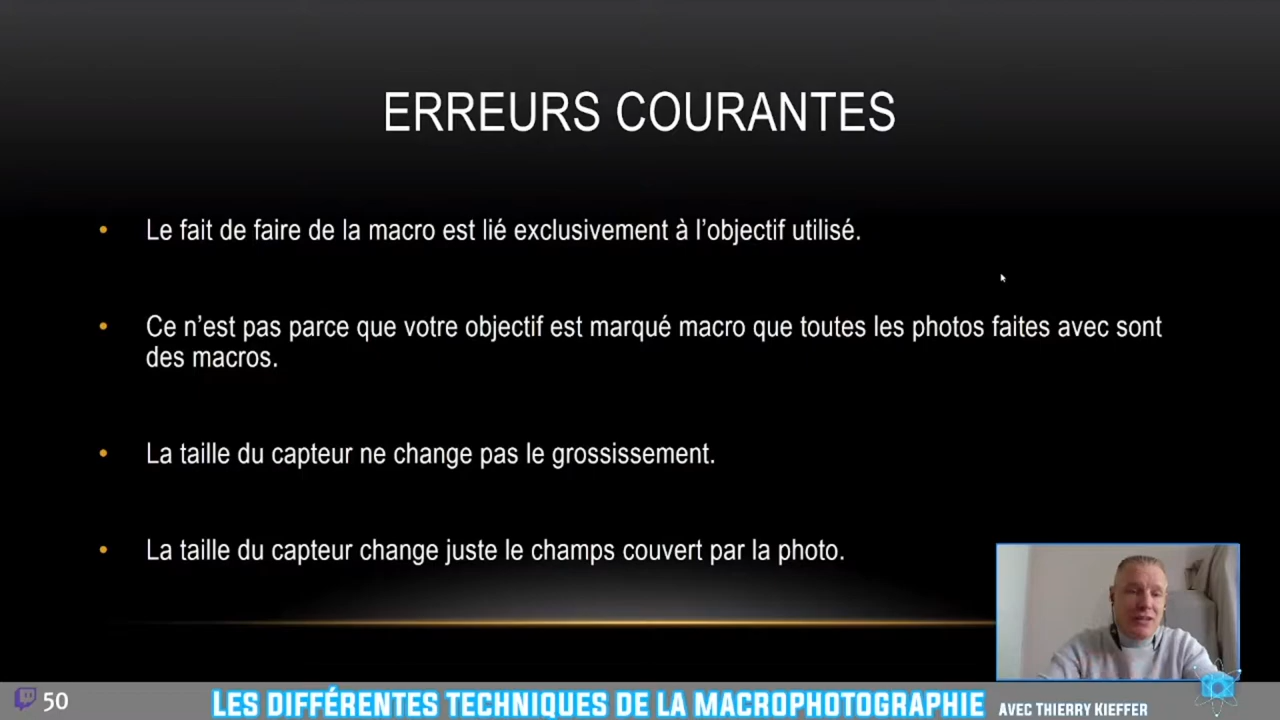 ERREURS COURANTES
• Le fait de faire de la macro est lié exclusivement à l’objectif utilisé.
• Ce n’est pas parce que votre objectif est marqué macro que toutes les photos faites avec sont
des macros.
• La taille du capteur ne change pas le grossissement.
• La taille du capteur change juste le champs couvert par la photo.
50 LES DIFFÉRENTES TECHNIQUES DE LA MACROPHOTOGRAPHIE AVEC THIERRY KIEFFER